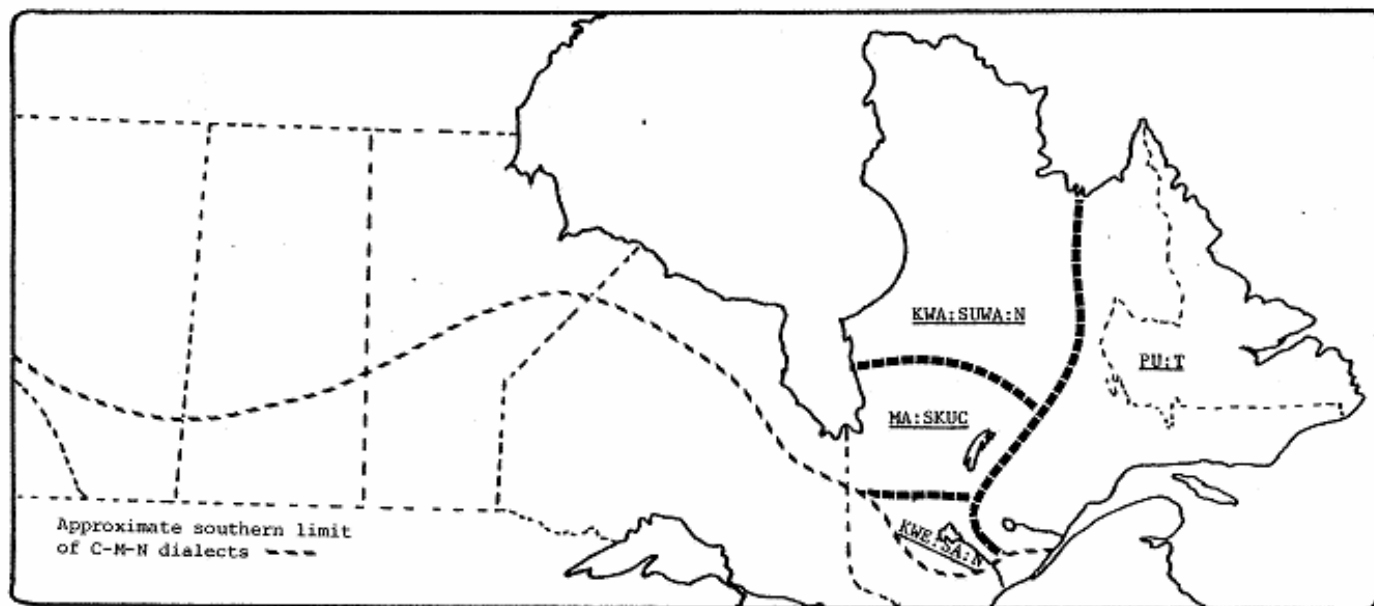 KWA:SUWA:N
PU:T
MA:SKUC
KWE:SA:N
Approximate southern limit
of C-M-N dialects